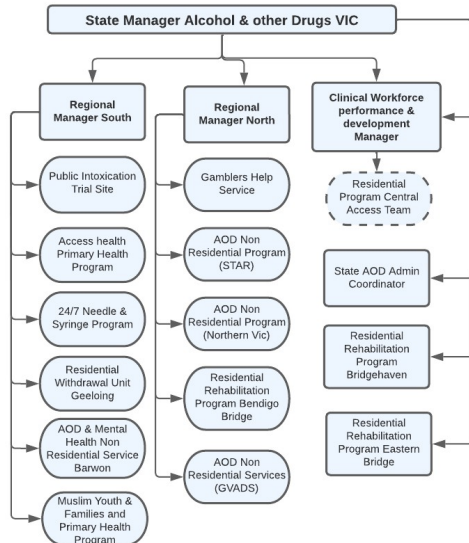 State Manager Alcohol & other Drugs VIC
Regional
Manager South
Public Intoxication
Trial Site
Access health
Primary Health
Program
24/7 Needle &
Syringe Program
Residential
Withdrawal Unit
Geeloing
AOD & Mental
Health Non
Residential Service
Barwon
Muslim Youth &
Families and
Primary Health
Program
Regional
Manager North
Gamblers Help
Service
AOD Non
Residential Program
(STAR)
AOD Non
Residential Program
(Northern Vic)
Residential
Rehabilitation
Program Bendigo
Bridge
AOD Non
Residential Services
(GVADS)
Clinical Workforce
performance &
development
Manager
Residential
Program Central
Access Team
State AOD Admin
Coordinator
Residential
Rehabilitation
Program
Bridgehaven
Residential
Rehabilitation
Program Eastern
Bridge